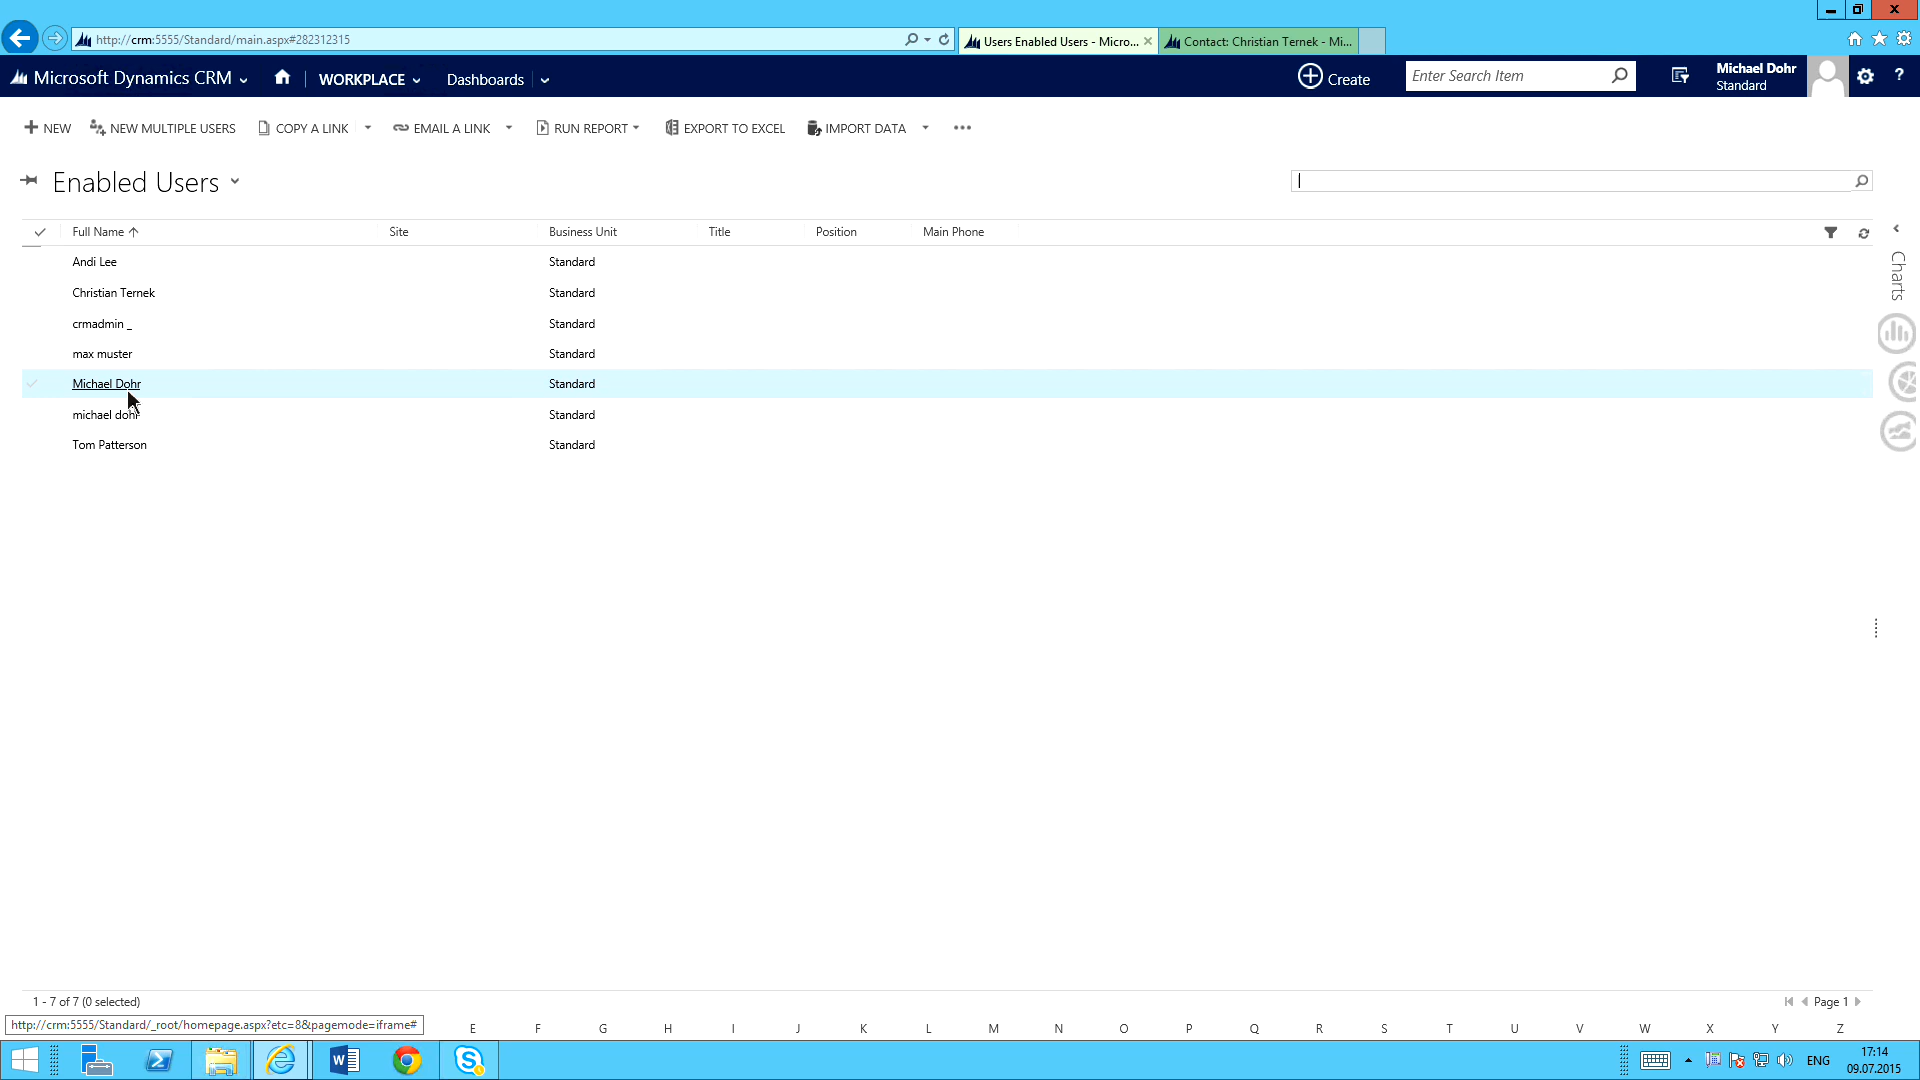 http://crm:5555/Standard/main.aspx#282312315
Users Enabled Users - Micro...
Contact: Christian Ternek - Mi...
Microsoft Dynamics CRM
WORKPLACE
Dashboards
Create
Enter Search Item
Michael Dohr
Standard
?
NEW
NEW MULTIPLE USERS
COPY A LINK
EMAIL A LINK
RUN REPORT
EXPORT TO EXCEL
IMPORT DATA
Enabled Users
Full Name Site Business Unit Title Position Main Phone
Andi Lee Standard
Christian Ternek Standard
crmadmin _ Standard
max muster Standard
Michael Dohr Standard
michael dohr Standard
Tom Patterson Standard
Charts
1 - 7 of 7 (0 selected)
Page 1
http://crm:5555/Standard/_root/homepage.aspx?etc=8&pagemode=iframe#
E F G H I J K L M N O P Q R S T U V W X Y Z
ENG
17:14
09.07.2015